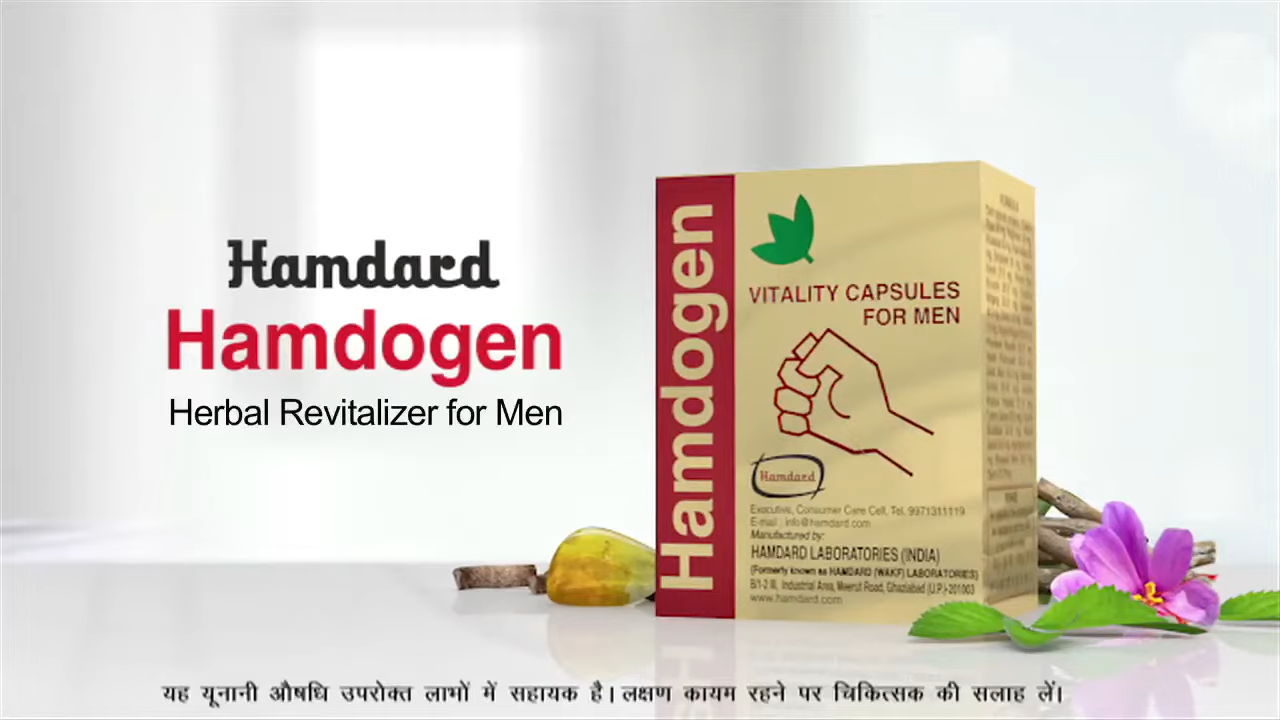 Hamdard
Hamdogen
Herbal Revitalizer for Men
Hamdogen
VITALITY CAPSULES
FOR MEN
Hamdard
Executive, Consumer Care Cell, Tel. 9971311119
E-mail : info@hamdard.com
Manufactured by:
HAMDARD LABORATORIES (INDIA)
(Formerly known as HAMDARD (WAKF) LABORATORIES)
B/1-2 III, Industrial Area, Meerut Road, Ghaziabad (U.P.)-201003
www.hamdard.com
यह यूनानी औषधि उपरोक्त लाभों में सहायक है। लक्षण कायम रहने पर चिकित्सक की सलाह लें।